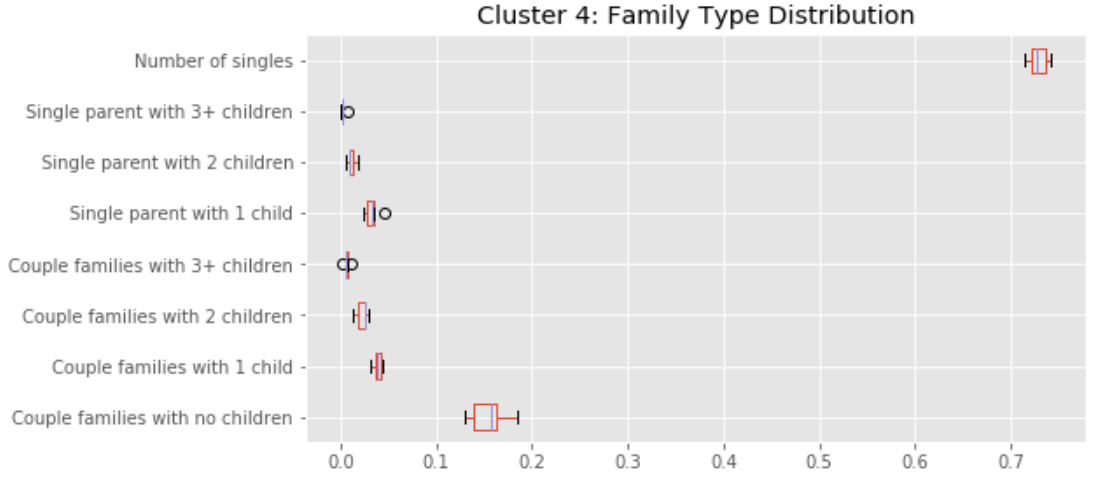 Cluster 4: Family Type Distribution
Number of singles
Single parent with 3+ children
Single parent with 2 children
Single parent with 1 child
Couple families with 3+ children
Couple families with 2 children
Couple families with 1 child
Couple families with no children
0.0 0.1 0.2 0.3 0.4 0.5 0.6 0.7